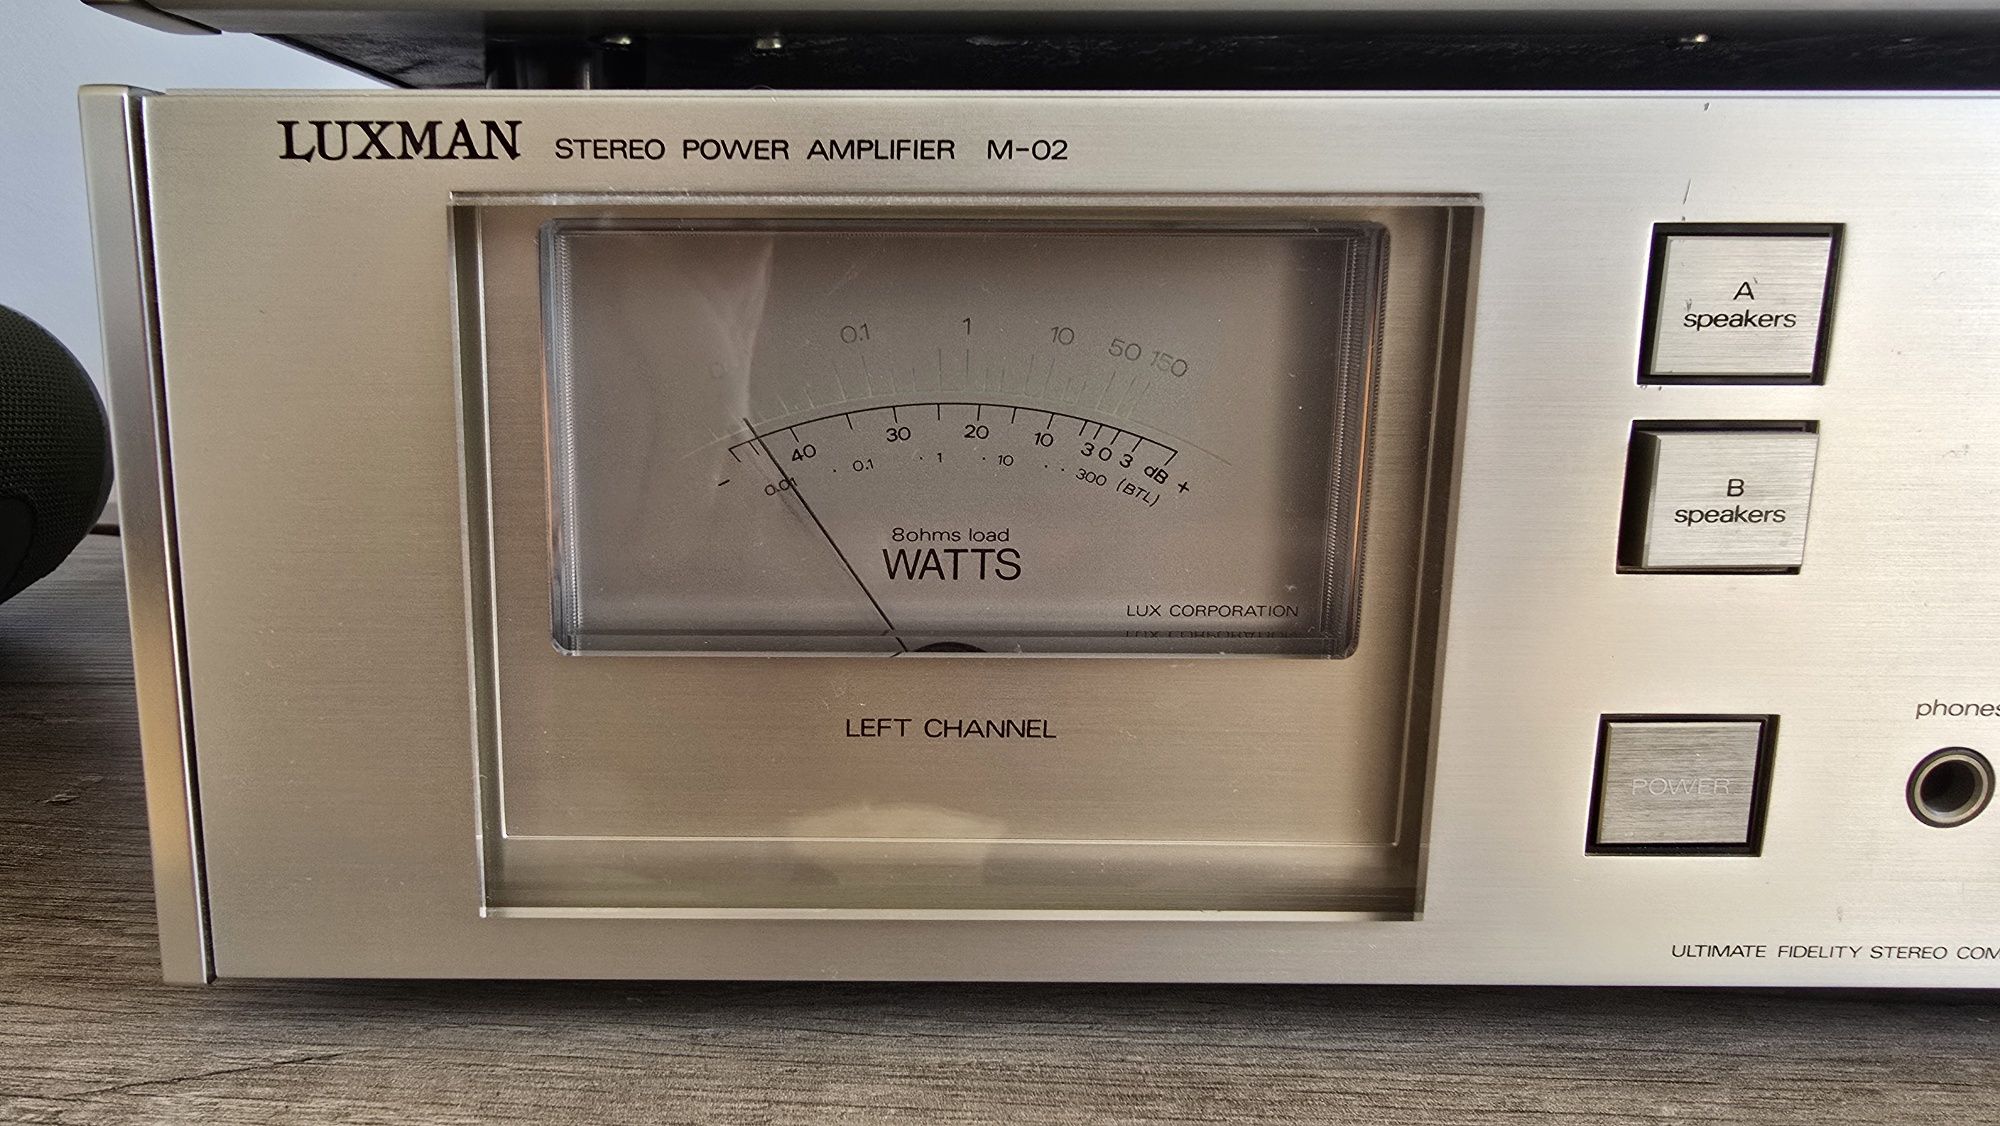 LUXMAN STEREO POWER AMPLIFIER M-02
0.1 1 10 50 150
40 30 20 10 3 0 3 dB
- 0.01 · 0.1 · 1 · 10 · · 300 (BTL) +
8ohms load
WATTS
LUX CORPORATION
LEFT CHANNEL
A
speakers
B
speakers
POWER
phones
ULTIMATE FIDELITY STEREO